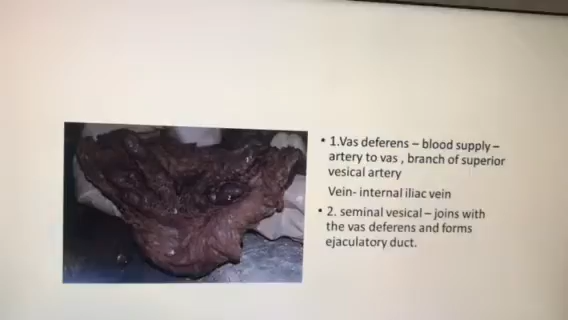 • 1.Vas deferens – blood supply –
artery to vas , branch of superior
vesical artery
Vein- internal iliac vein
• 2. seminal vesical – joins with
the vas deferens and forms
ejaculatory duct.